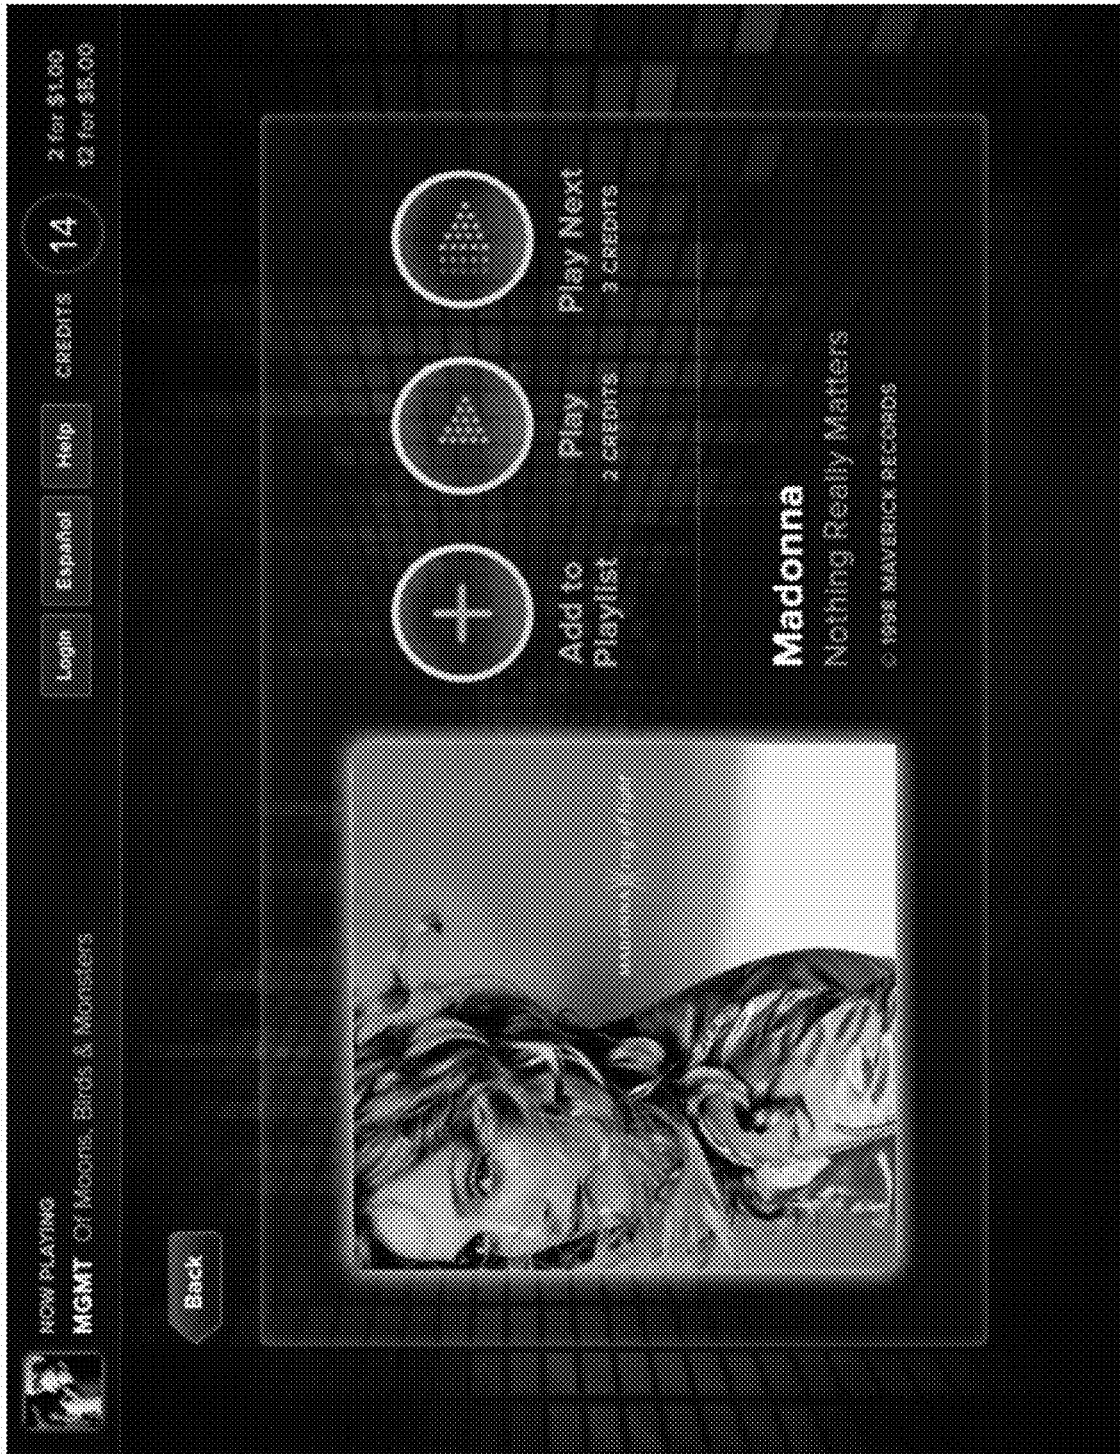 NOW PLAYING
MGMT Of Moons, Birds & Monsters
Login
Español
Help
CREDITS
14
2 for $1.00
12 for $5.00
Back
Add to
Playlist
Play
2 CREDITS
Play Next
3 CREDITS
Madonna
Nothing Really Matters
© 1998 MAVERICK RECORDS